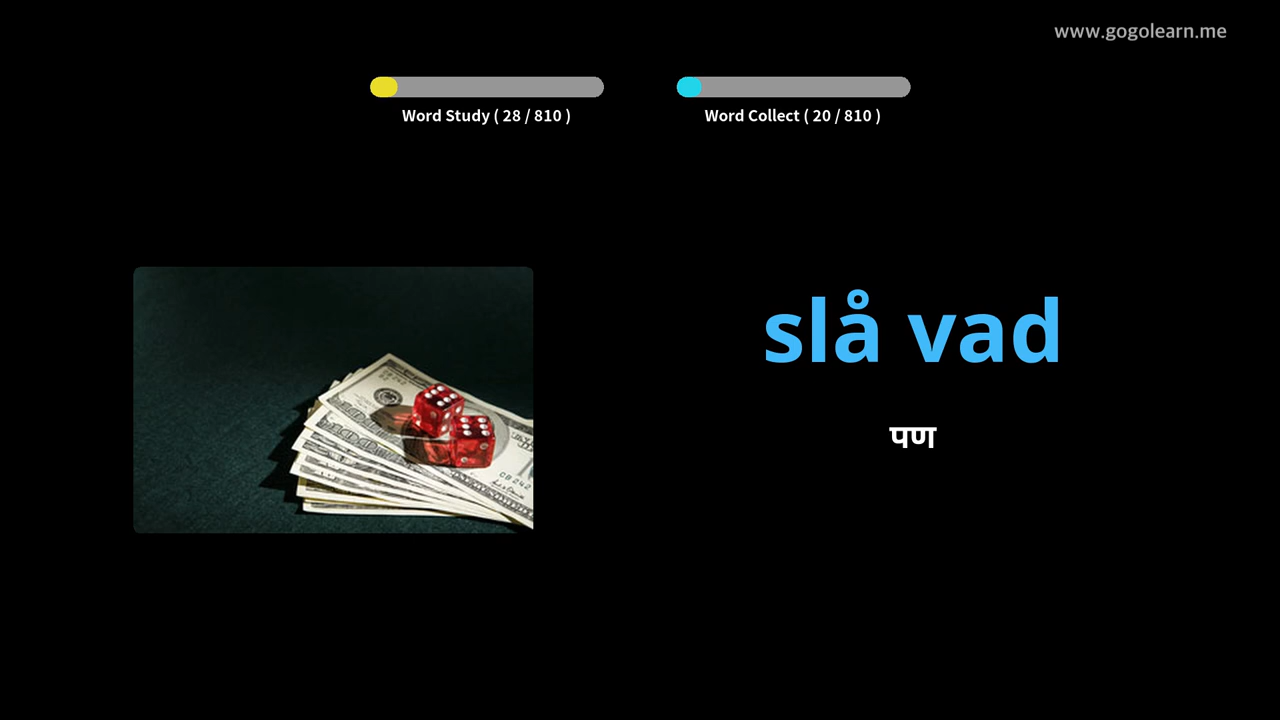 www.gogolearn.me
Word Study ( 28 / 810 )
Word Collect ( 20 / 810 )
slå vad
पण